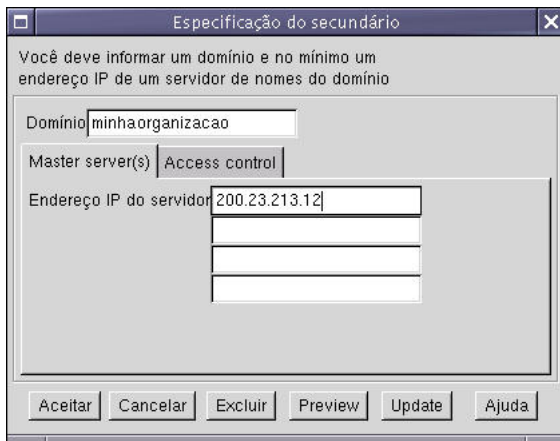 Especificação do secundário
Você deve informar um domínio e no mínimo um
endereço IP de um servidor de nomes do domínio
Domínio minhaorganizacao
Master server(s) Access control
Endereço IP do servidor 200.23.213.12
Aceitar Cancelar Excluir Preview Update Ajuda